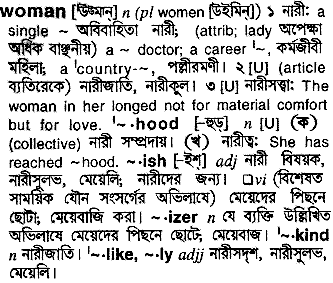 woman [উম্যান্] n (pl women [উইমিন্]) ১ নারী: a
single ~ অবিবাহিতা নারী; (attrib; lady অপেক্ষা
অধিক বাঞ্ছনীয়) a ~ doctor; a career ˈ~, কর্মজীবী
মহিলা; a ˈcountry-~, পল্লীরমণী। ২ [U] (article
ব্যতিরেকে) নারীজাতি, নারীকূল। ৩ [U] নারীসত্ত্বা: The
woman in her longed not for material comfort
but for love. ˈ~·hood [–হুড্] n [U] (ক)
(collective) নারী সম্প্রদায়। (খ) নারীত্ব: She has
reached ~hood. ~·ish [–ইশ্] adj নারী বিষয়ক,
নারীসুলভ, মেয়েলি; নারীদের জন্য। □vi (বিশেষত
সাময়িক যৌন সংসর্গের অভিলাষে) মেয়েদের পিছনে
ছোটা; মেয়েবাজি করা। ~·izer n যে ব্যক্তি উল্লিখিত
অভিলাষে মেয়েদের পিছনে ছোটে, মেয়েবাজ। ˈ~·kind
n নারীজাতি। ˈ~·like, ~·ly adjj নারীসদৃশ, নারীসুলভ,
মেয়েলি।